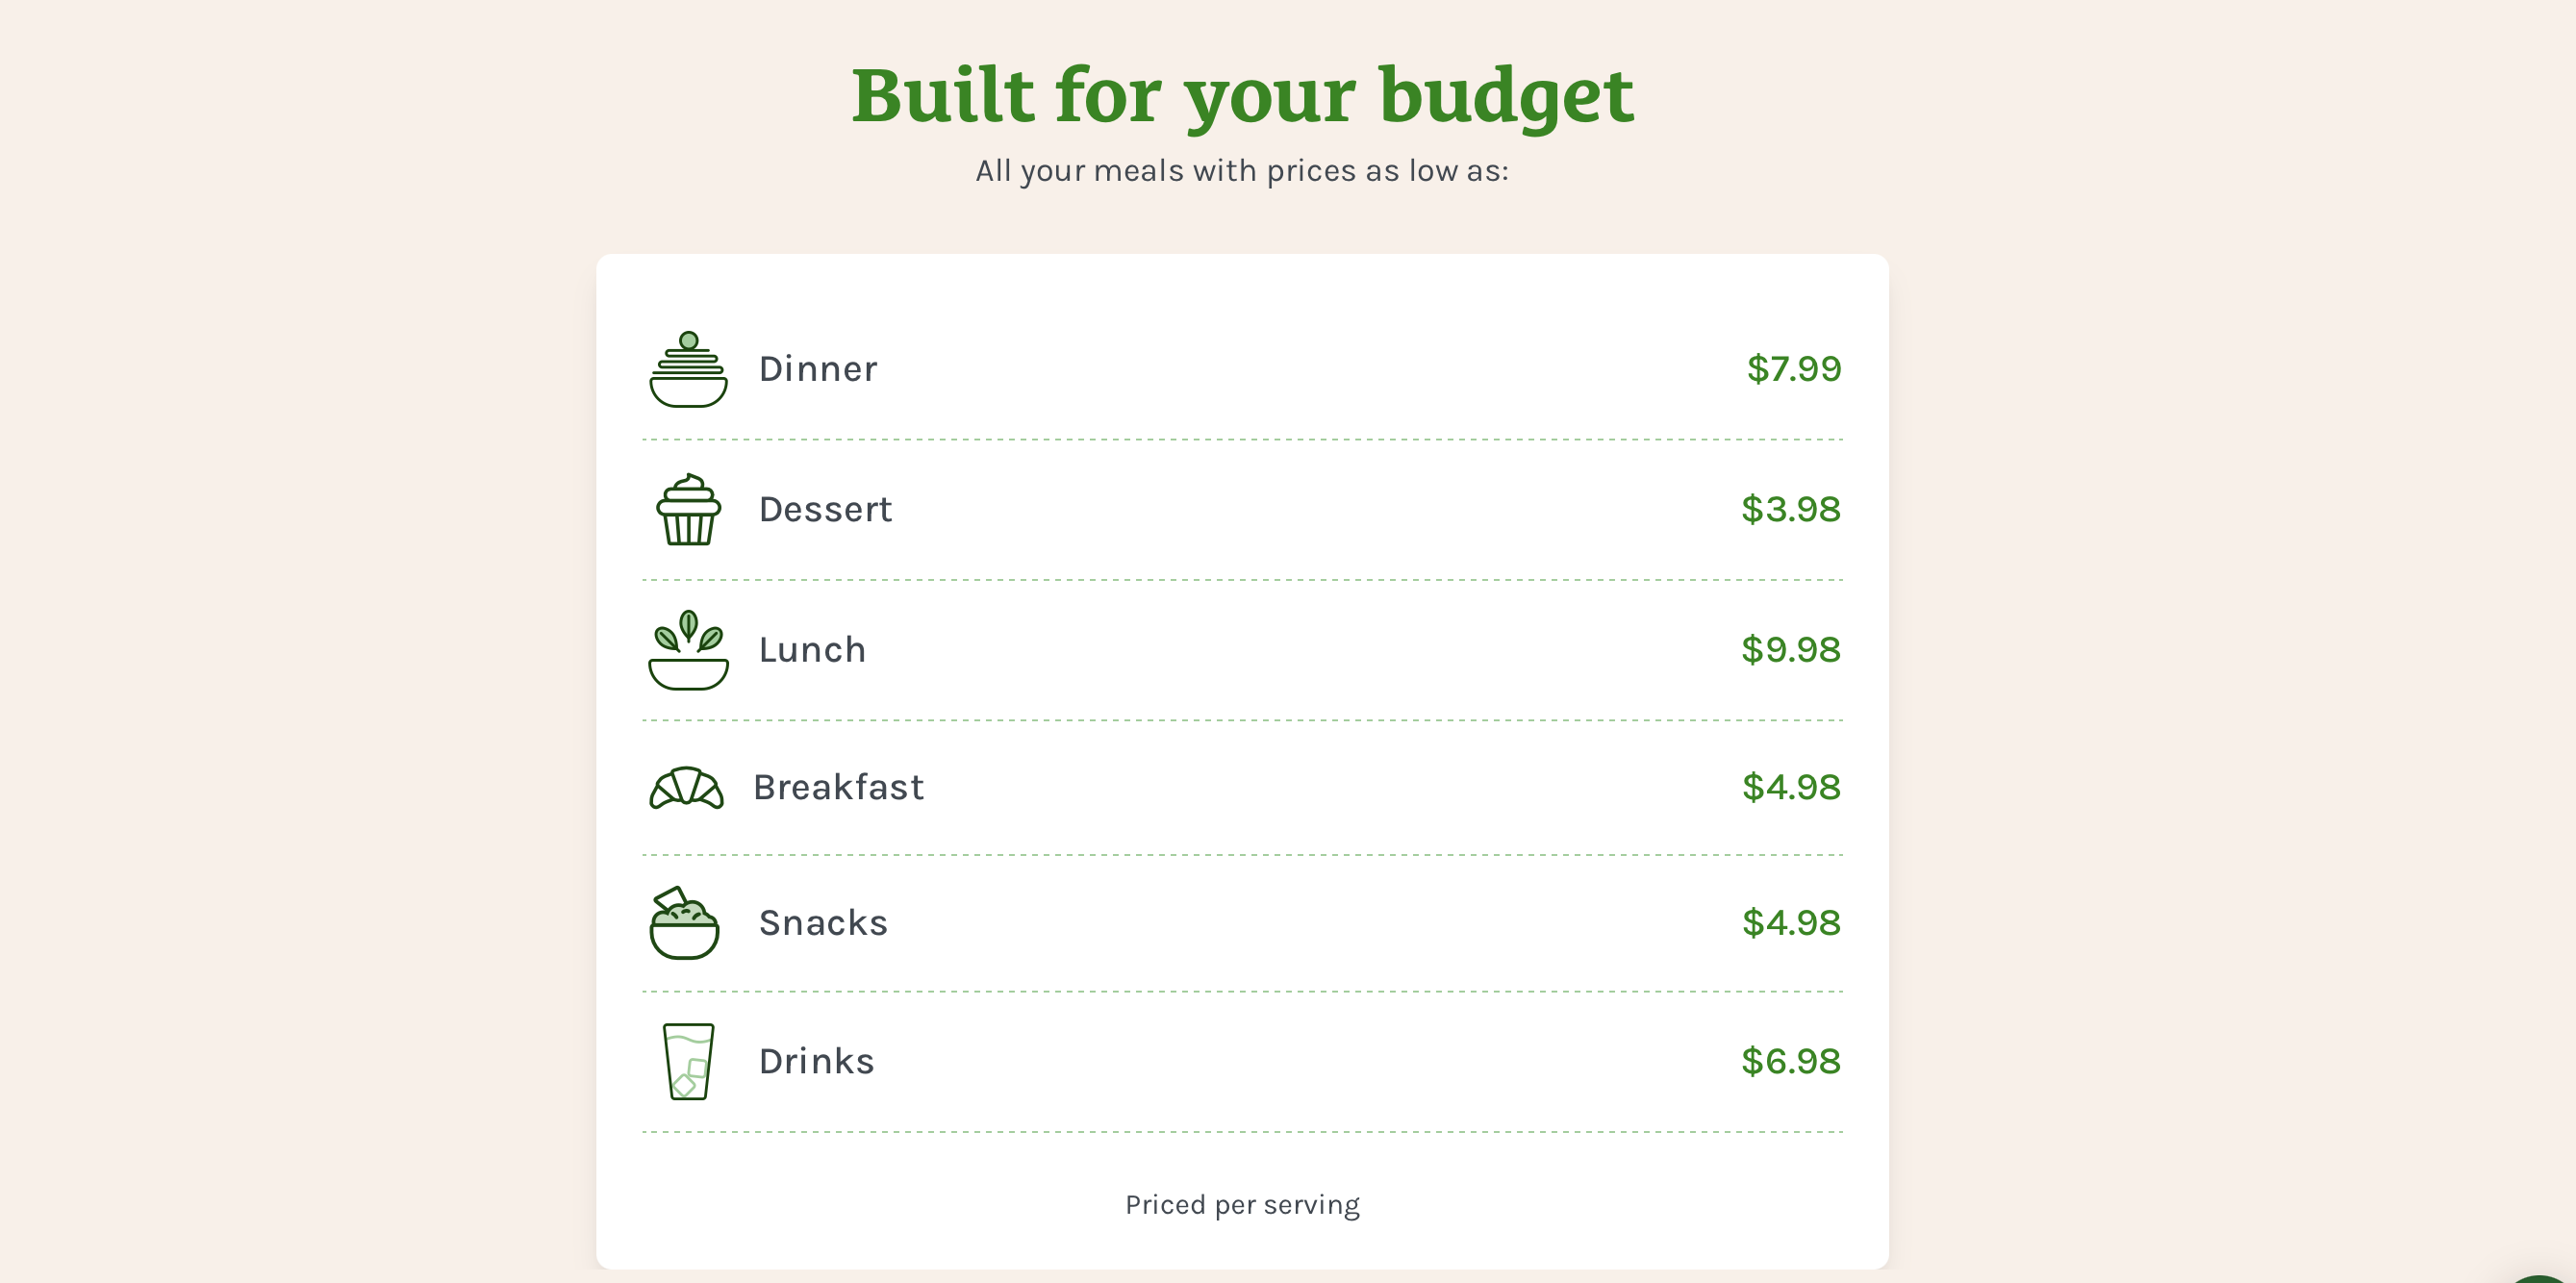 Built for your budget
All your meals with prices as low as:
Dinner $7.99
Dessert $3.98
Lunch $9.98
Breakfast $4.98
Snacks $4.98
Drinks $6.98
Priced per serving